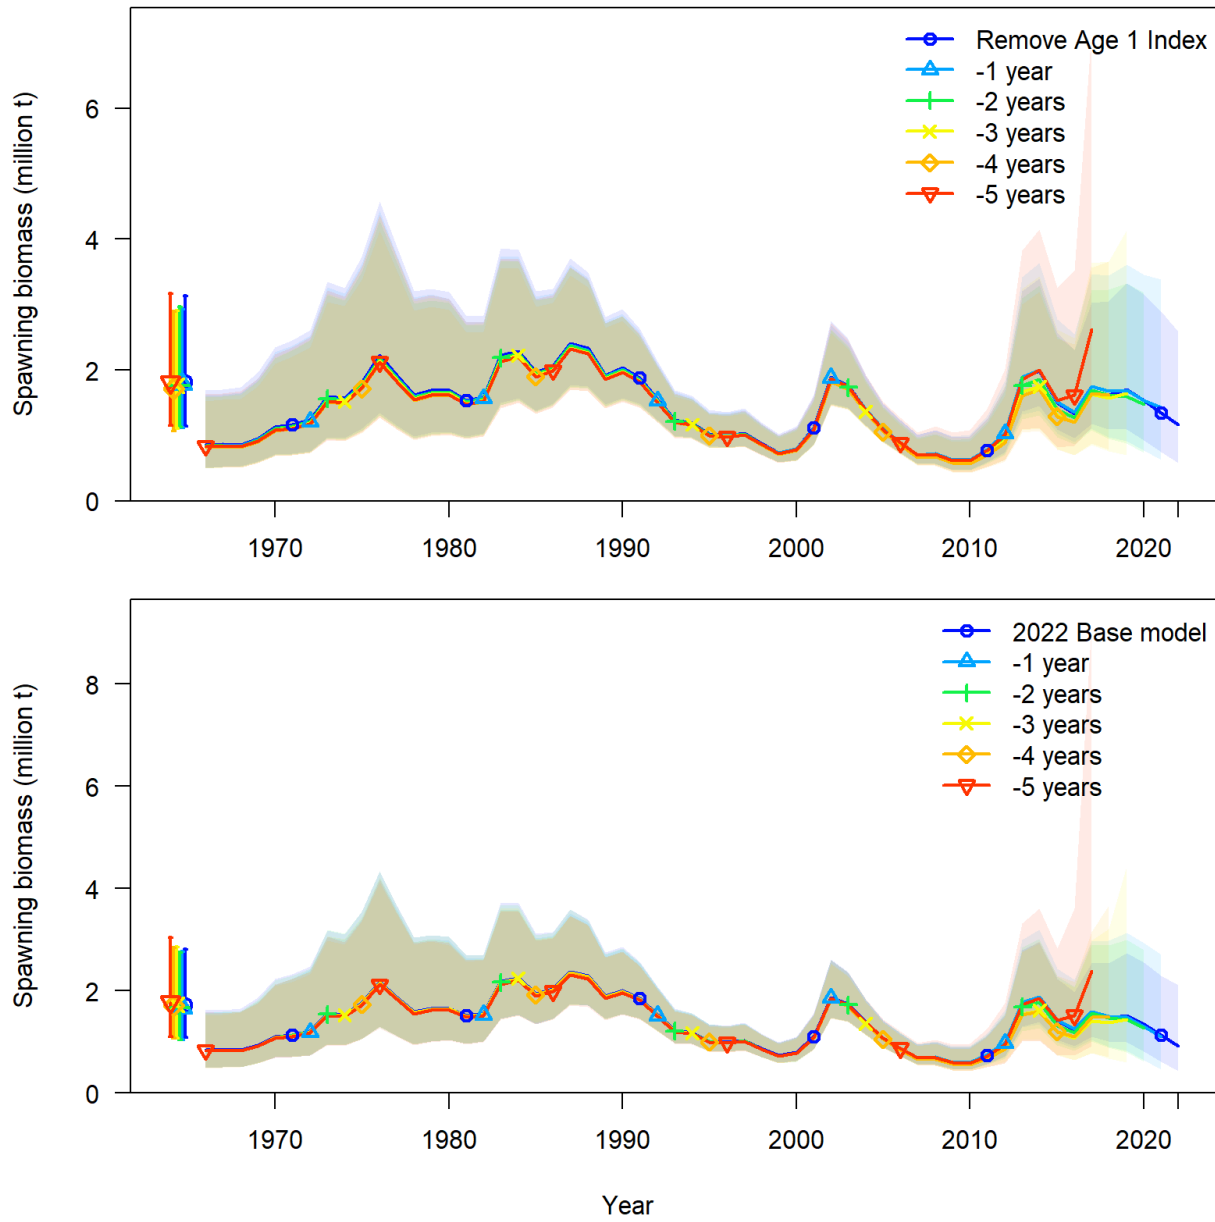 Spawning biomass (million t)
6
4
2
0
Remove Age 1 Index
-1 year
-2 years
-3 years
-4 years
-5 years
1970 1980 1990 2000 2010 2020
Spawning biomass (million t)
8
6
4
2
0
2022 Base model
-1 year
-2 years
-3 years
-4 years
-5 years
1970 1980 1990 2000 2010 2020
Year